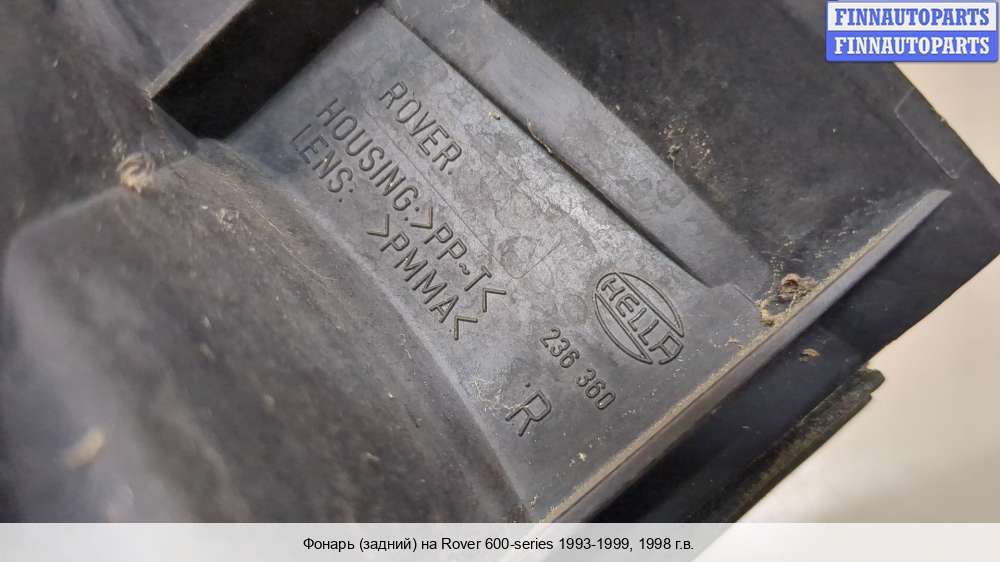 FINNAUTOPARTS
FINNAUTOPARTS
ROVER.
HOUSING:>PP~T<
LENS: >PMMA<
HELLA
236 360
R
Фонарь (задний) на Rover 600-series 1993-1999, 1998 г.в.